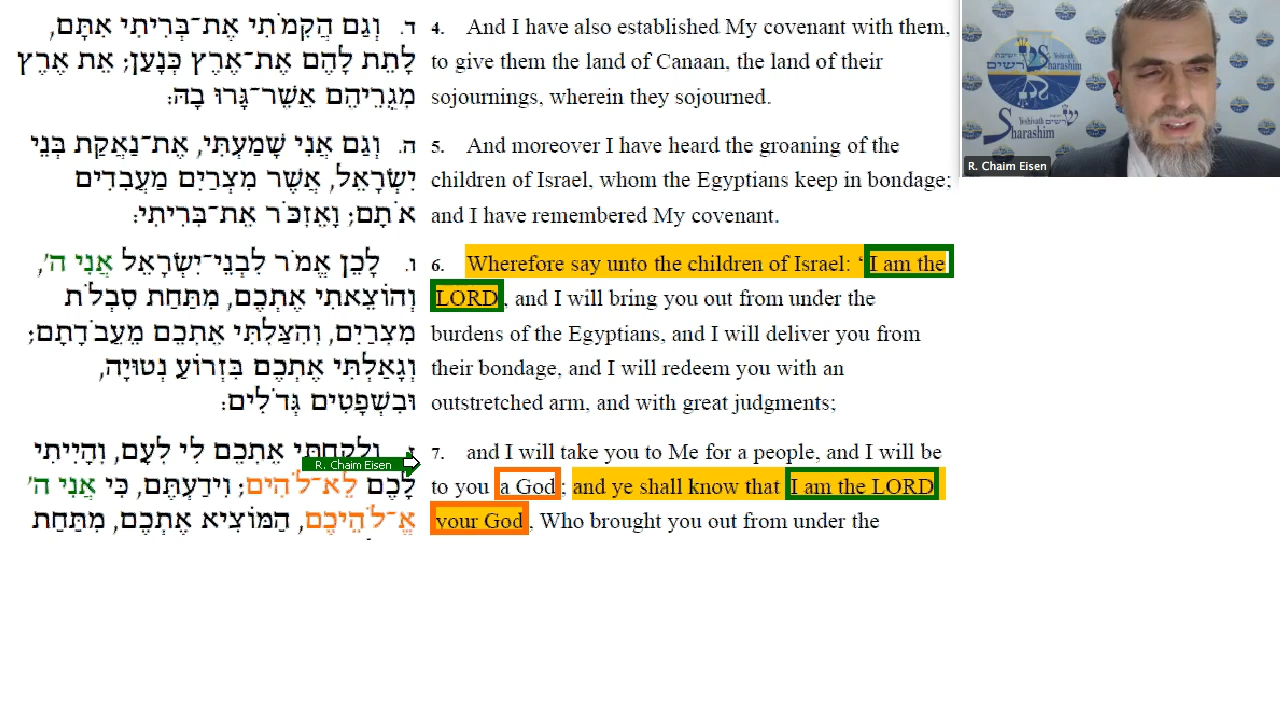 ד. וְגַם הֲקִמֹתִי אֶת־בְּרִיתִי אִתָּם,
לָתֵת לָהֶם אֶת־אֶרֶץ כְּנָעַן; אֵת אֶרֶץ
מְגֻרֵיהֶם אֲשֶׁר־גָּרוּ בָהּ:
4. And I have also established My covenant with them,
to give them the land of Canaan, the land of their
sojournings, wherein they sojourned.
ה. וְגַם אֲנִי שָׁמַעְתִּי, אֶת־נַאֲקַת בְּנֵי
יִשְׂרָאֵל, אֲשֶׁר מִצְרַיִם מַעֲבִדִים
אֹתָם; וָאֶזְכֹּר אֶת־בְּרִיתִי:
5. And moreover I have heard the groaning of the
children of Israel, whom the Egyptians keep in bondage;
and I have remembered My covenant.
ו. לָכֵן אֱמֹר לִבְנֵי־יִשְׂרָאֵל אֲנִי ה',
וְהוֹצֵאתִי אֶתְכֶם, מִתַּחַת סִבְלֹת
מִצְרַיִם, וְהִצַּלְתִּי אֶתְכֶם מֵעֲבֹדָתָם;
וְגָאַלְתִּי אֶתְכֶם בִּזְרוֹעַ נְטוּיָה,
וּבִשְׁפָטִים גְּדֹלִים:
6. Wherefore say unto the children of Israel: ‘I am the
LORD, and I will bring you out from under the
burdens of the Egyptians, and I will deliver you from
their bondage, and I will redeem you with an
outstretched arm, and with great judgments;
ז. וְלָקַחְתִּי אֶתְכֶם לִי לְעָם, וְהָיִיתִי
לָכֶם לֵא־לֹהִים; וִידַעְתֶּם, כִּי אֲנִי ה'
אֱ־לֹהֵיכֶם, הַמּוֹצִיא אֶתְכֶם, מִתַּחַת
7. and I will take you to Me for a people, and I will be
to you a God; and ye shall know that I am the LORD
your God, Who brought you out from under the
R. Chaim Eisen
R. Chaim Eisen
ישיבת
שרשים
Yeshivath
Sharashim
ישיבת
שרשים
Yeshivath
Sharashim